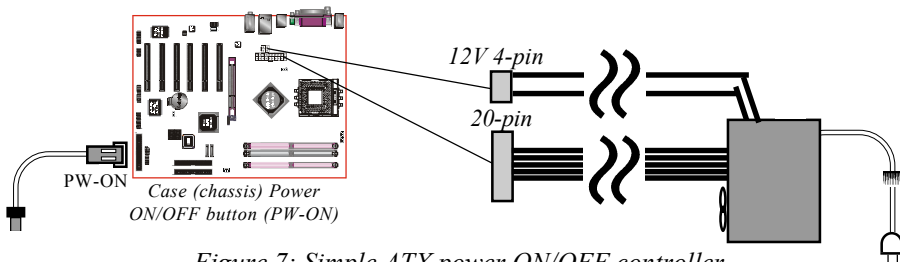 12V 4-pin
20-pin
PW-ON
Case (chassis) Power
ON/OFF button (PW-ON)
Figure 7: Simple ATX power ON/OFF controller